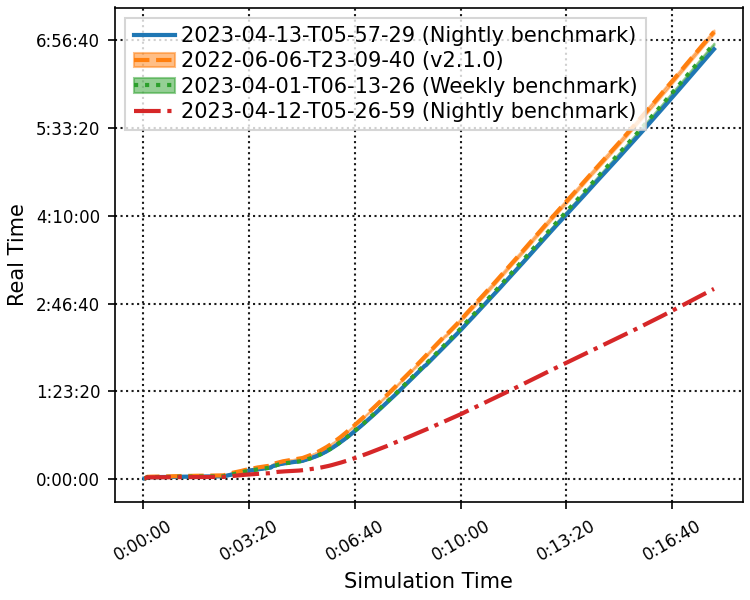 2023-04-13-T05-57-29 (Nightly benchmark)
2022-06-06-T23-09-40 (v2.1.0)
2023-04-01-T06-13-26 (Weekly benchmark)
2023-04-12-T05-26-59 (Nightly benchmark)
6:56:40
5:33:20
4:10:00
2:46:40
1:23:20
0:00:00
Real Time
0:00:00
0:03:20
0:06:40
0:10:00
0:13:20
0:16:40
Simulation Time